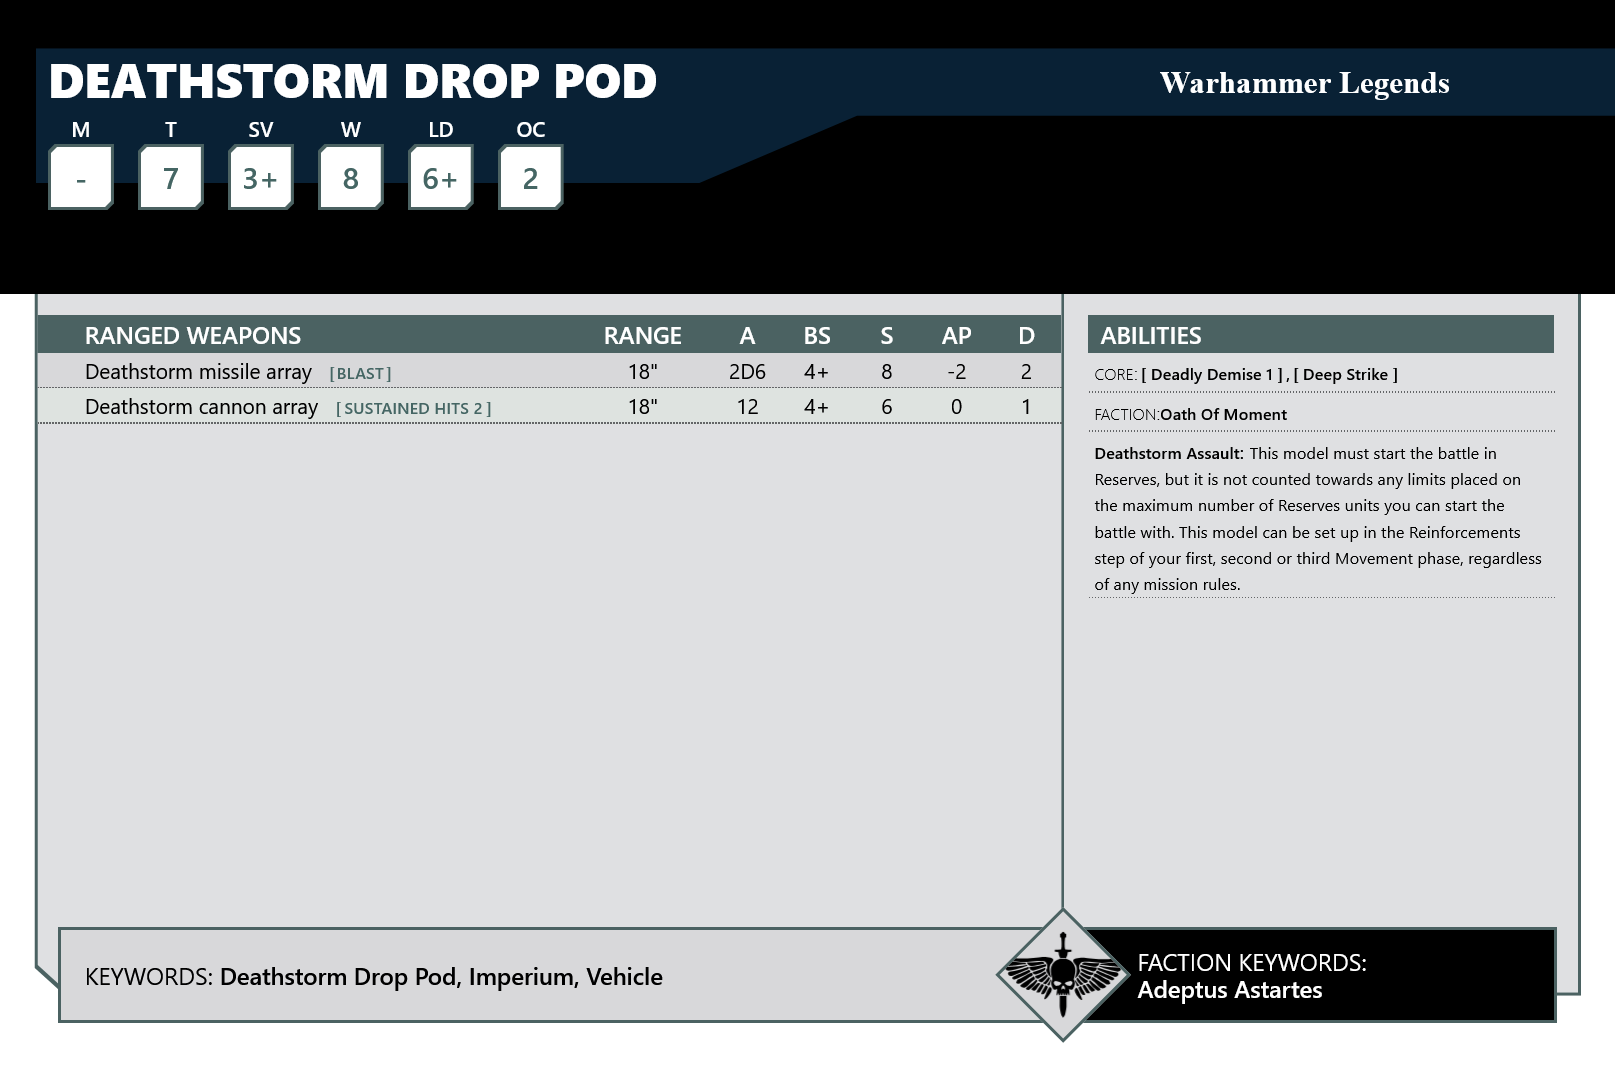 DEATHSTORM DROP POD
Warhammer Legends
M T SV W LD OC
- 7 3+ 8 6+ 2
RANGED WEAPONS RANGE A BS S AP D
Deathstorm missile array [BLAST] 18" 2D6 4+ 8 -2 2
Deathstorm cannon array [SUSTAINED HITS 2] 18" 12 4+ 6 0 1
ABILITIES
CORE: [ Deadly Demise 1 ] , [ Deep Strike ]
FACTION:Oath Of Moment
Deathstorm Assault: This model must start the battle in
Reserves, but it is not counted towards any limits placed on
the maximum number of Reserves units you can start the
battle with. This model can be set up in the Reinforcements
step of your first, second or third Movement phase, regardless
of any mission rules.
KEYWORDS: Deathstorm Drop Pod, Imperium, Vehicle
FACTION KEYWORDS:
Adeptus Astartes